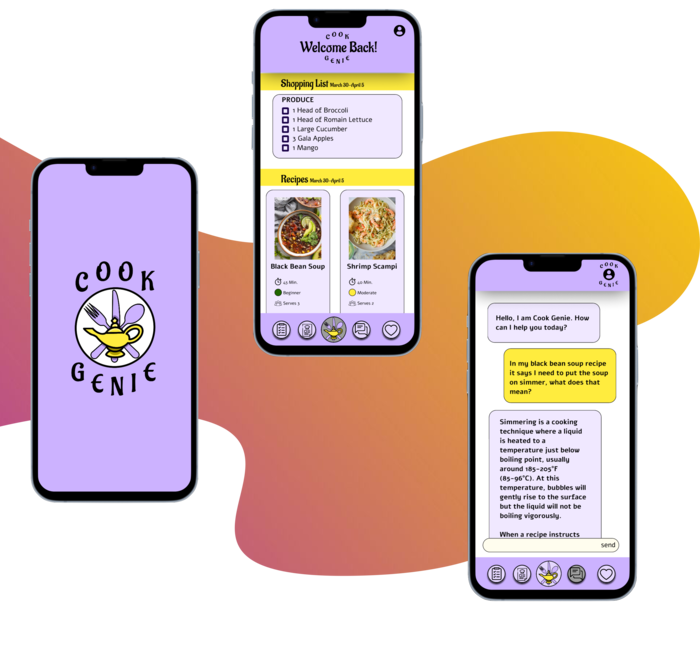 COOK
GENIE
COOK
Welcome Back!
GENIE
Shopping List March 30-April 5
PRODUCE
1 Head of Broccoli
1 Head of Romain Lettuce
1 Large Cucumber
3 Gala Apples
1 Mango
Recipes March 30-April 5
Black Bean Soup
45 Min.
Beginner
Serves 3
Shrimp Scampi
40 Min.
Moderate
Serves 2
COOK
GENIE
Hello, I am Cook Genie. How
can I help you today?
In my black bean soup recipe
it says I need to put the soup
on simmer, what does that
mean?
Simmering is a cooking
technique where a liquid
is heated to a
temperature just below
boiling point, usually
around 185-205°F
(85-96°C). At this
temperature, bubbles will
gently rise to the surface
but the liquid will not be
boiling vigorously.
When a recipe instructs
send